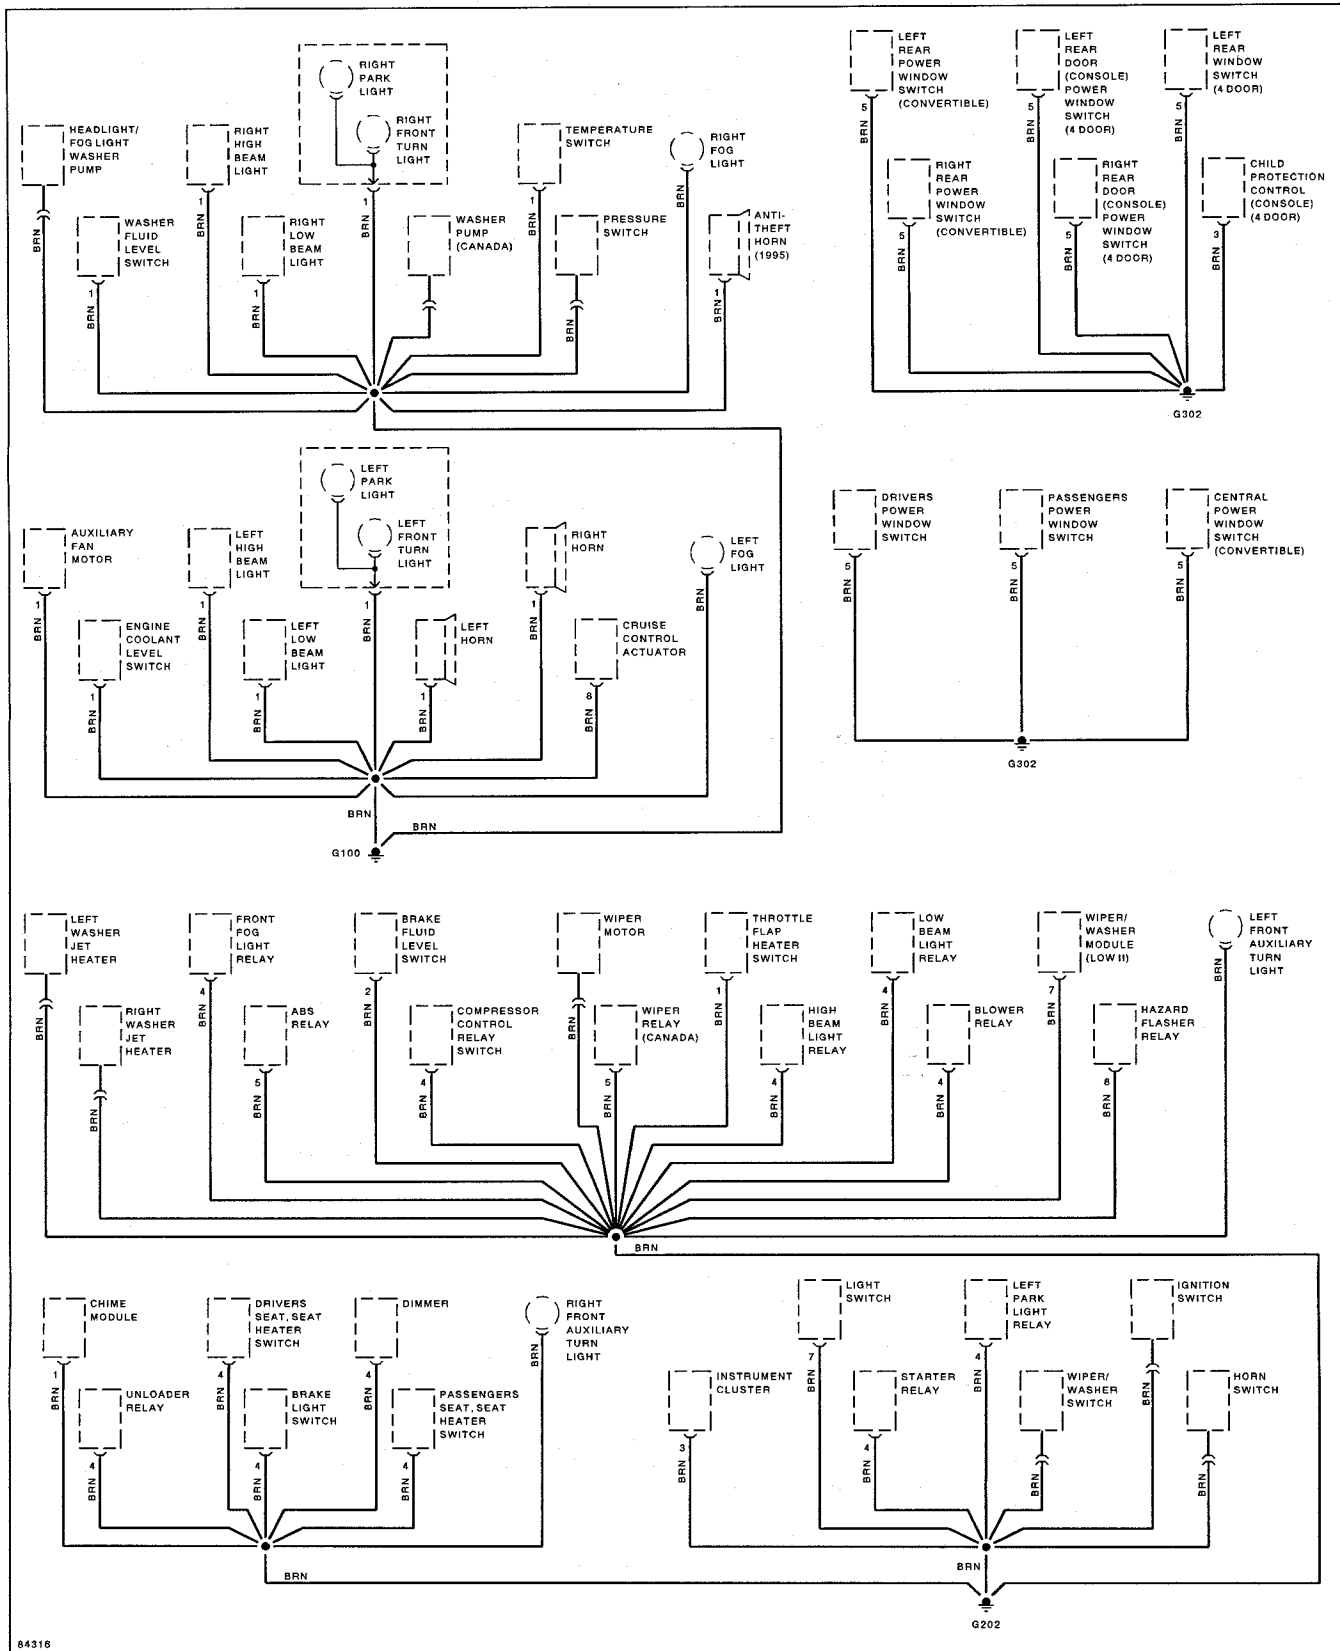 HEADLIGHT/
FOG LIGHT
WASHER
PUMP
BRN
WASHER
FLUID
LEVEL
SWITCH
1
BRN
RIGHT
HIGH
BEAM
LIGHT
1
BRN
RIGHT
LOW
BEAM
LIGHT
1
BRN
RIGHT
PARK
LIGHT
RIGHT
FRONT
TURN
LIGHT
1
BRN
WASHER
PUMP
(CANADA)
BRN
TEMPERATURE
SWITCH
1
BRN
PRESSURE
SWITCH
BRN
RIGHT
FOG
LIGHT
BRN
ANTI-
THEFT
HORN
(1995)
1
BRN
LEFT
REAR
POWER
WINDOW
SWITCH
(CONVERTIBLE)
5
BRN
RIGHT
REAR
POWER
WINDOW
SWITCH
(CONVERTIBLE)
5
BRN
LEFT
REAR
DOOR
(CONSOLE)
POWER
WINDOW
SWITCH
(4 DOOR)
5
BRN
RIGHT
REAR
DOOR
(CONSOLE)
POWER
WINDOW
SWITCH
(4 DOOR)
5
BRN
LEFT
REAR
WINDOW
SWITCH
(4 DOOR)
5
BRN
CHILD
PROTECTION
CONTROL
(CONSOLE)
(4 DOOR)
3
BRN
G302
AUXILIARY
FAN
MOTOR
1
BRN
ENGINE
COOLANT
LEVEL
SWITCH
1
BRN
LEFT
HIGH
BEAM
LIGHT
1
BRN
LEFT
LOW
BEAM
LIGHT
1
BRN
LEFT
PARK
LIGHT
LEFT
FRONT
TURN
LIGHT
1
BRN
LEFT
HORN
1
BRN
RIGHT
HORN
1
BRN
CRUISE
CONTROL
ACTUATOR
8
BRN
LEFT
FOG
LIGHT
BRN
BRN
BRN
G100
DRIVERS
POWER
WINDOW
SWITCH
5
BRN
PASSENGERS
POWER
WINDOW
SWITCH
5
BRN
CENTRAL
POWER
WINDOW
SWITCH
(CONVERTIBLE)
5
BRN
G302
LEFT
WASHER
JET
HEATER
BRN
RIGHT
WASHER
JET
HEATER
BRN
FRONT
FOG
LIGHT
RELAY
4
BRN
ABS
RELAY
5
BRN
BRAKE
FLUID
LEVEL
SWITCH
2
BRN
COMPRESSOR
CONTROL
RELAY
SWITCH
4
BRN
WIPER
MOTOR
BRN
WIPER
RELAY
(CANADA)
5
BRN
THROTTLE
FLAP
HEATER
SWITCH
1
BRN
HIGH
BEAM
LIGHT
RELAY
4
BRN
LOW
BEAM
LIGHT
RELAY
4
BRN
BLOWER
RELAY
4
BRN
WIPER/
WASHER
MODULE
(LOW II)
7
BRN
HAZARD
FLASHER
RELAY
8
BRN
LEFT
FRONT
AUXILIARY
TURN
LIGHT
BRN
BRN
CHIME
MODULE
1
BRN
UNLOADER
RELAY
4
BRN
DRIVERS
SEAT, SEAT
HEATER
SWITCH
4
BRN
BRAKE
LIGHT
SWITCH
4
BRN
DIMMER
4
BRN
PASSENGERS
SEAT, SEAT
HEATER
SWITCH
4
BRN
RIGHT
FRONT
AUXILIARY
TURN
LIGHT
BRN
BRN
INSTRUMENT
CLUSTER
3
BRN
LIGHT
SWITCH
7
BRN
STARTER
RELAY
4
BRN
LEFT
PARK
LIGHT
RELAY
4
BRN
WIPER/
WASHER
SWITCH
BRN
IGNITION
SWITCH
BRN
HORN
SWITCH
BRN
BRN
G202
84316